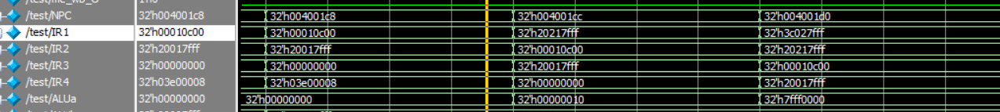 /test/NPC 32'h004001c8 32'h004001c8 32'h004001cc 32'h004001d0
/test/IR1 32'h00010c00 32'h00010c00 32'h20217fff 32'h3c027fff
/test/IR2 32'h20017fff 32'h20017fff 32'h00010c00 32'h20217fff
/test/IR3 32'h00000000 32'h00000000 32'h20017fff 32'h00010c00
/test/IR4 32'h03e00008 32'h03e00008 32'h00000000 32'h20017fff
/test/ALUa 32'h00000000 32'h00000000 32'h00000010 32'h7fff0000